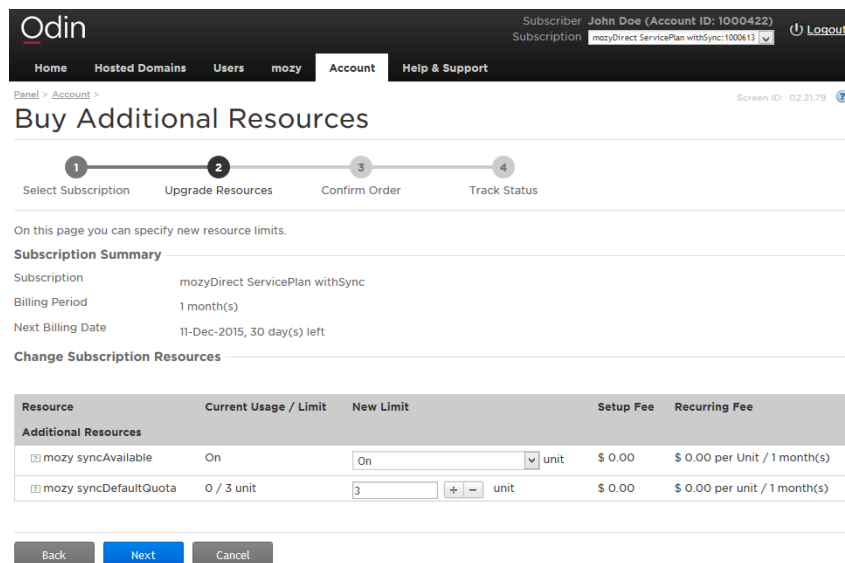 Odin
Subscriber John Doe (Account ID: 1000422)
Subscription mozyDirect ServicePlan withSync:1000613
Logout
Home Hosted Domains Users mozy Account Help & Support
Panel > Account >
Screen ID: 02.21.79 ?
Buy Additional Resources
1 2 3 4
Select Subscription Upgrade Resources Confirm Order Track Status
On this page you can specify new resource limits.
Subscription Summary
Subscription mozyDirect ServicePlan withSync
Billing Period 1 month(s)
Next Billing Date 11-Dec-2015, 30 day(s) left
Change Subscription Resources
Resource Current Usage / Limit New Limit Setup Fee Recurring Fee
Additional Resources
? mozy syncAvailable On On unit $ 0.00 $ 0.00 per Unit / 1 month(s)
? mozy syncDefaultQuota 0 / 3 unit 3 + − unit $ 0.00 $ 0.00 per unit / 1 month(s)
Back Next Cancel